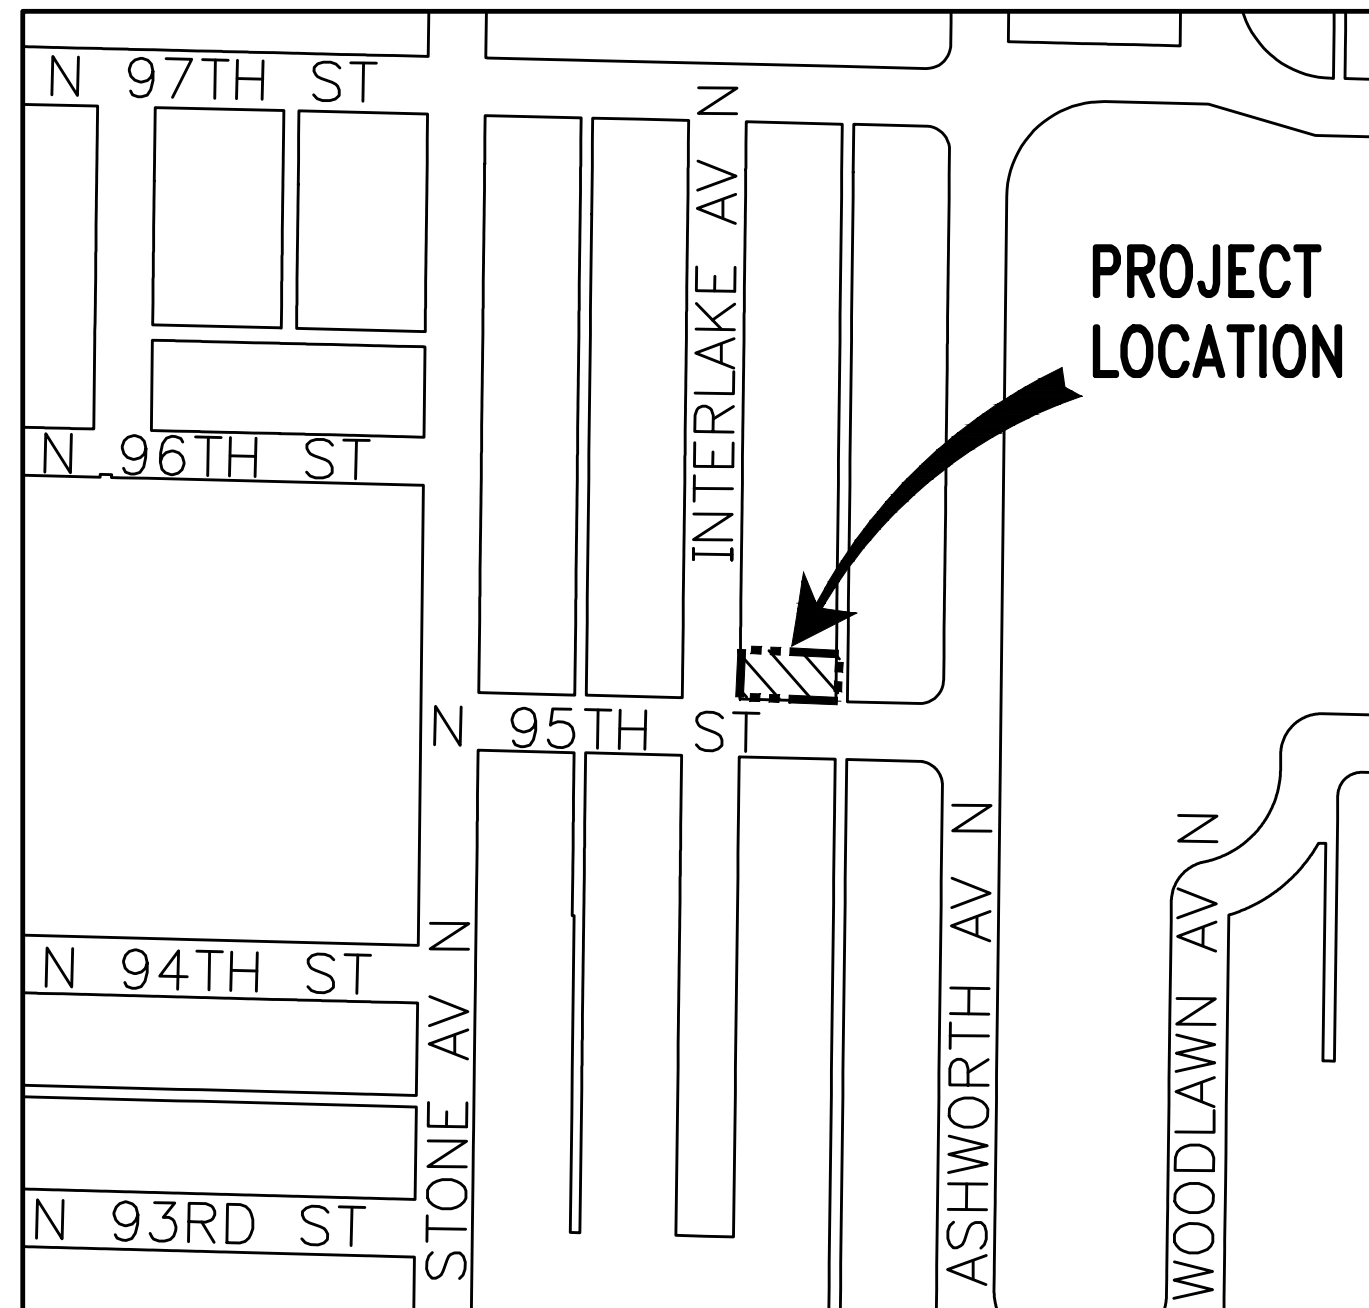 N 97TH ST
INTERLAKE AV N
PROJECT
LOCATION
N 96TH ST
N 95TH ST
N 94TH ST
STONE AV N
ASHWORTH AV N
WOODLAWN AV N
N 93RD ST